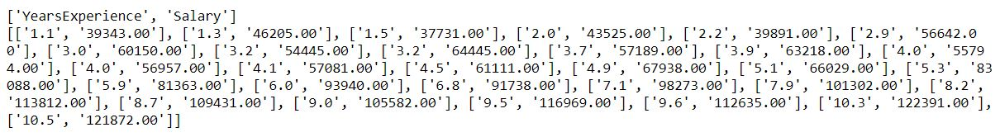 ['YearsExperience', 'Salary']
[['1.1', '39343.00'], ['1.3', '46205.00'], ['1.5', '37731.00'], ['2.0', '43525.00'], ['2.2', '39891.00'], ['2.9', '56642.0
0'], ['3.0', '60150.00'], ['3.2', '54445.00'], ['3.2', '64445.00'], ['3.7', '57189.00'], ['3.9', '63218.00'], ['4.0', '5579
4.00'], ['4.0', '56957.00'], ['4.1', '57081.00'], ['4.5', '61111.00'], ['4.9', '67938.00'], ['5.1', '66029.00'], ['5.3', '83
088.00'], ['5.9', '81363.00'], ['6.0', '93940.00'], ['6.8', '91738.00'], ['7.1', '98273.00'], ['7.9', '101302.00'], ['8.2',
'113812.00'], ['8.7', '109431.00'], ['9.0', '105582.00'], ['9.5', '116969.00'], ['9.6', '112635.00'], ['10.3', '122391.00'],
['10.5', '121872.00']]